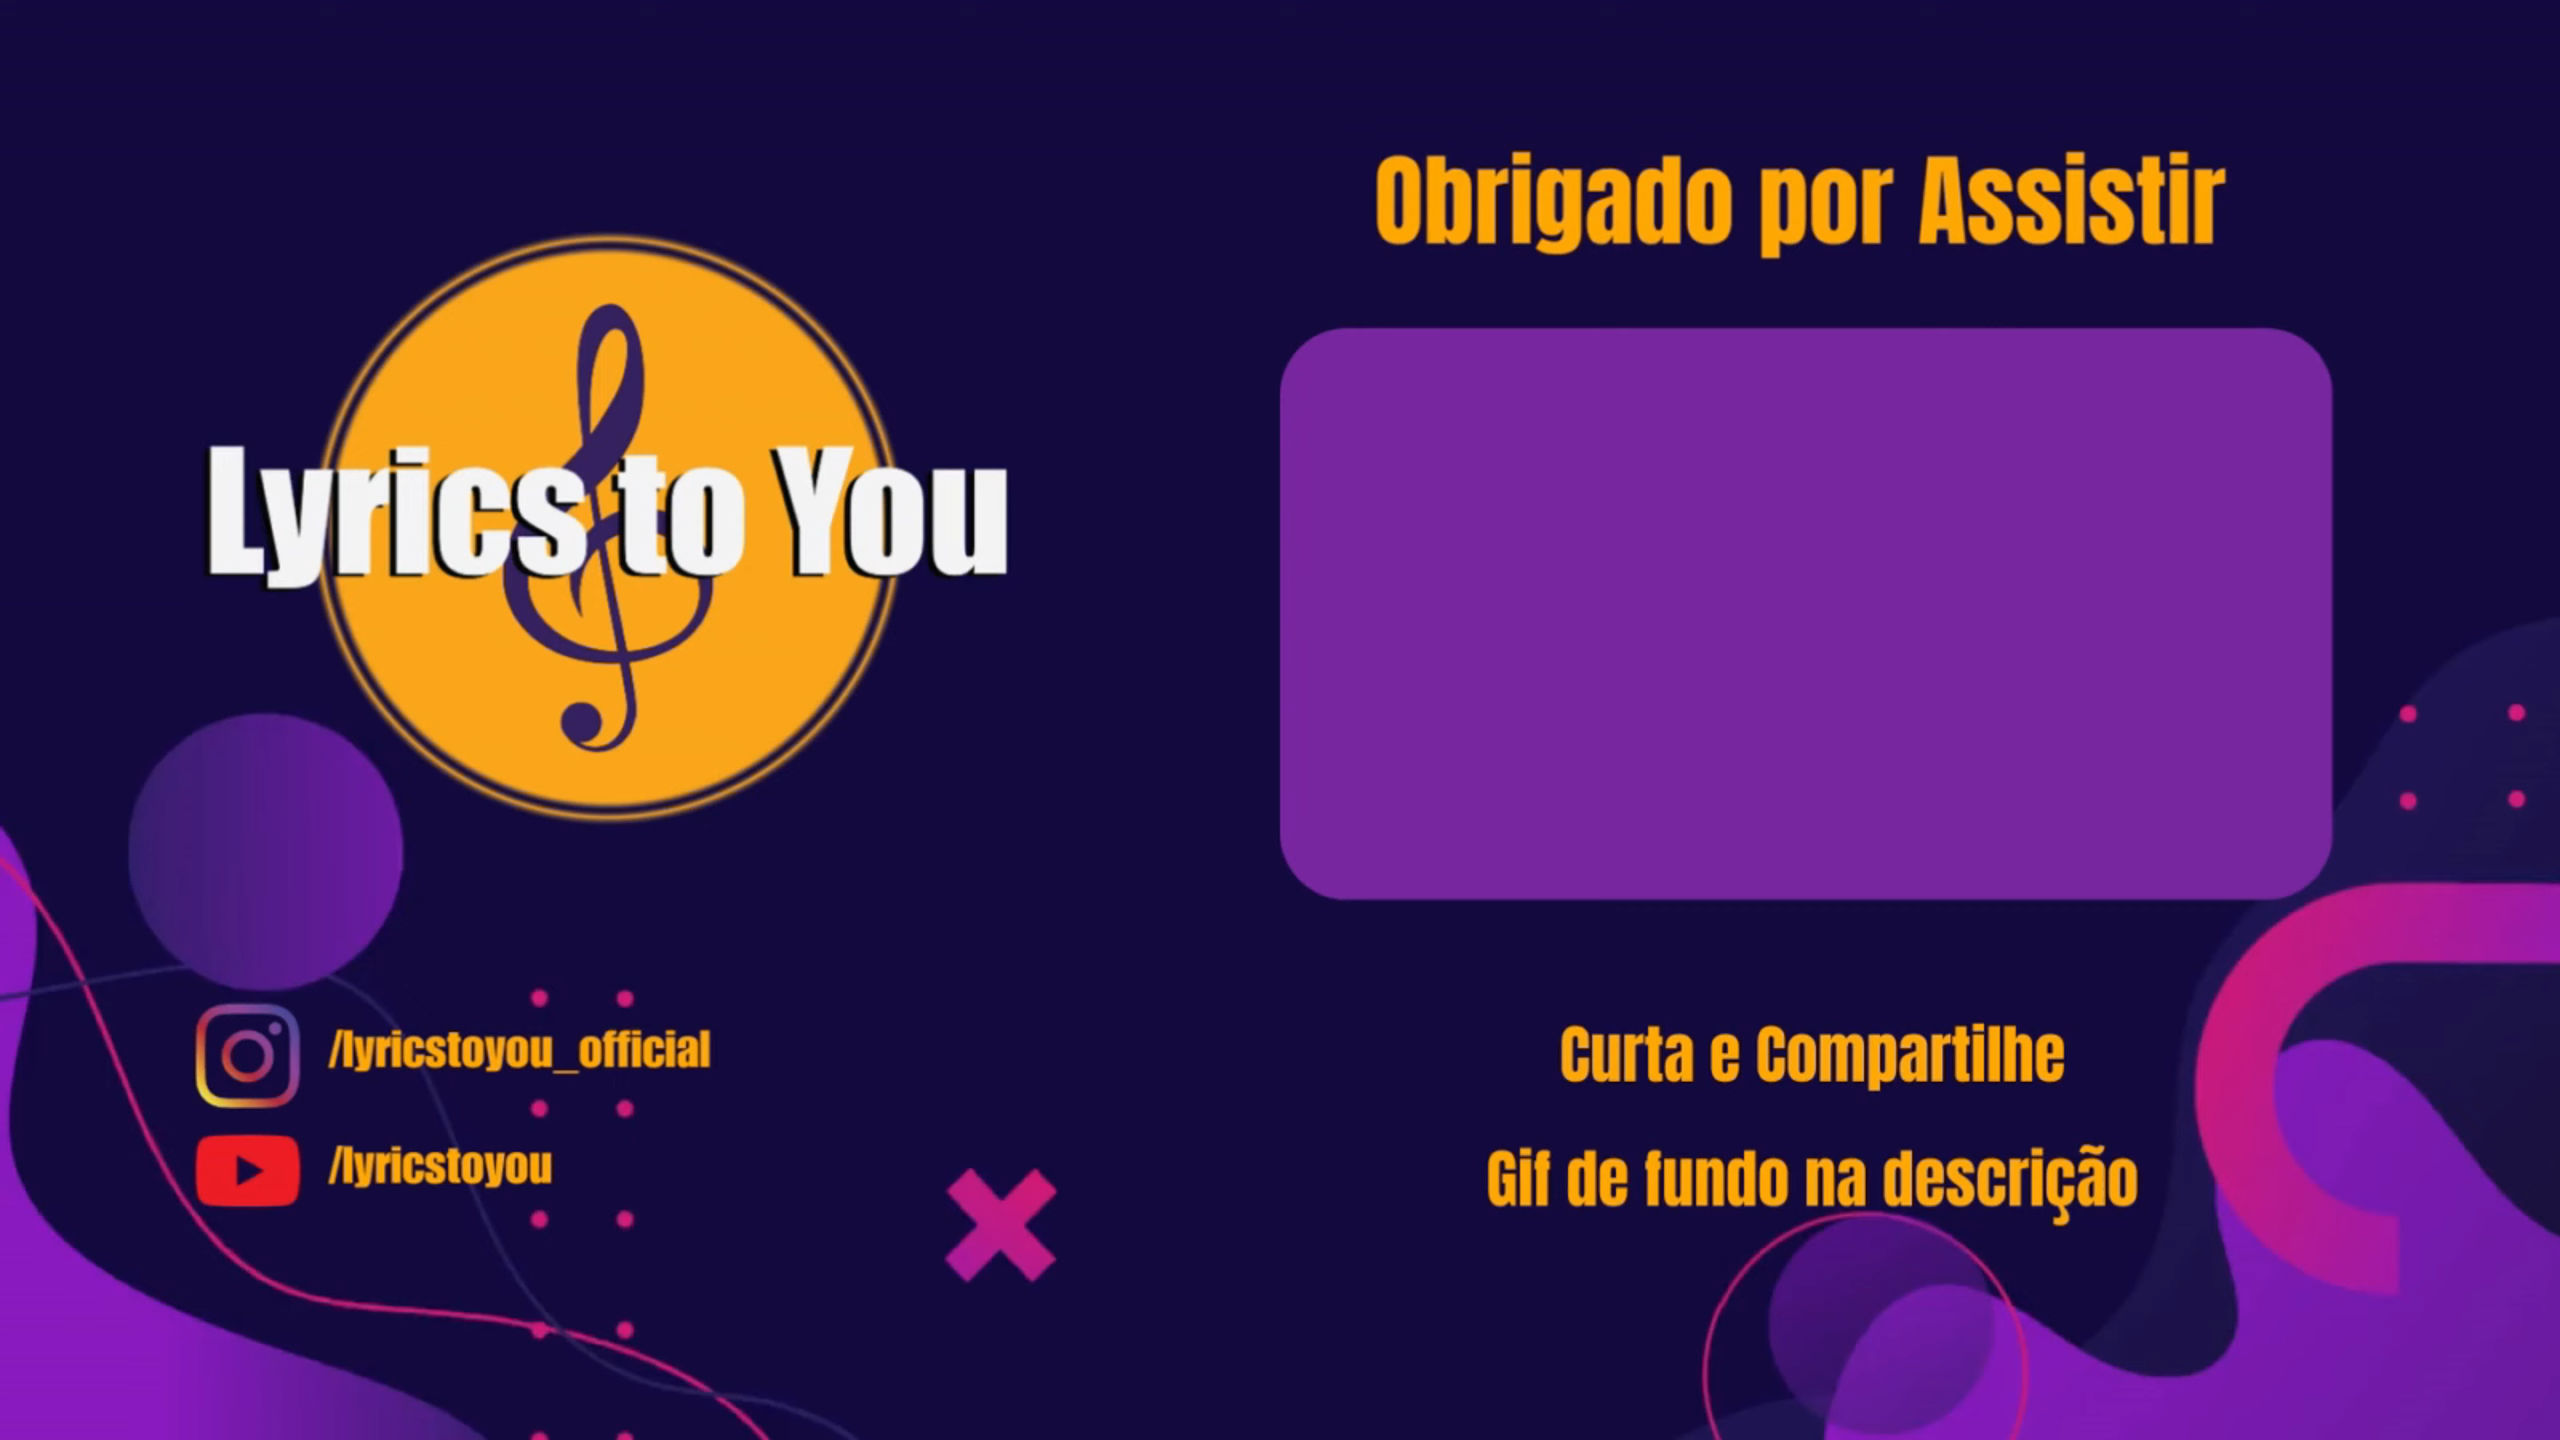 Lyrics to You
/lyricstoyou_official
/lyricstoyou
Obrigado por Assistir
Curta e Compartilhe
Gif de fundo na descrição